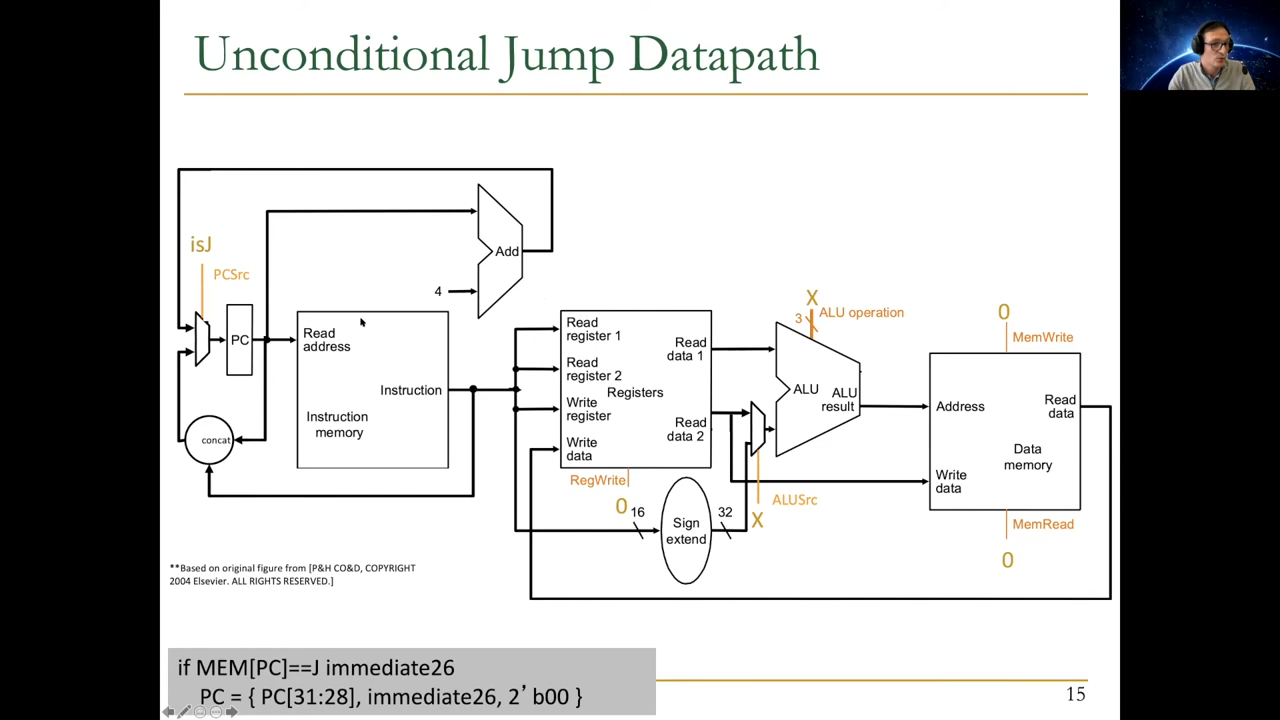 Unconditional Jump Datapath
isJ
PCSrc
Add
4
PC
Read
address
Instruction
Instruction
memory
concat
Read
register 1
Read
register 2
Write
register
Write
data
Registers
Read
data 1
Read
data 2
RegWrite
0
16
Sign
extend
32
X
3
ALU operation
ALU
ALU
result
ALUSrc
X
0
MemWrite
Address
Read
data
Data
memory
Write
data
MemRead
0
**Based on original figure from [P&H CO&D, COPYRIGHT
2004 Elsevier. ALL RIGHTS RESERVED.]
if MEM[PC]==J immediate26
PC = { PC[31:28], immediate26, 2’ b00 }
15